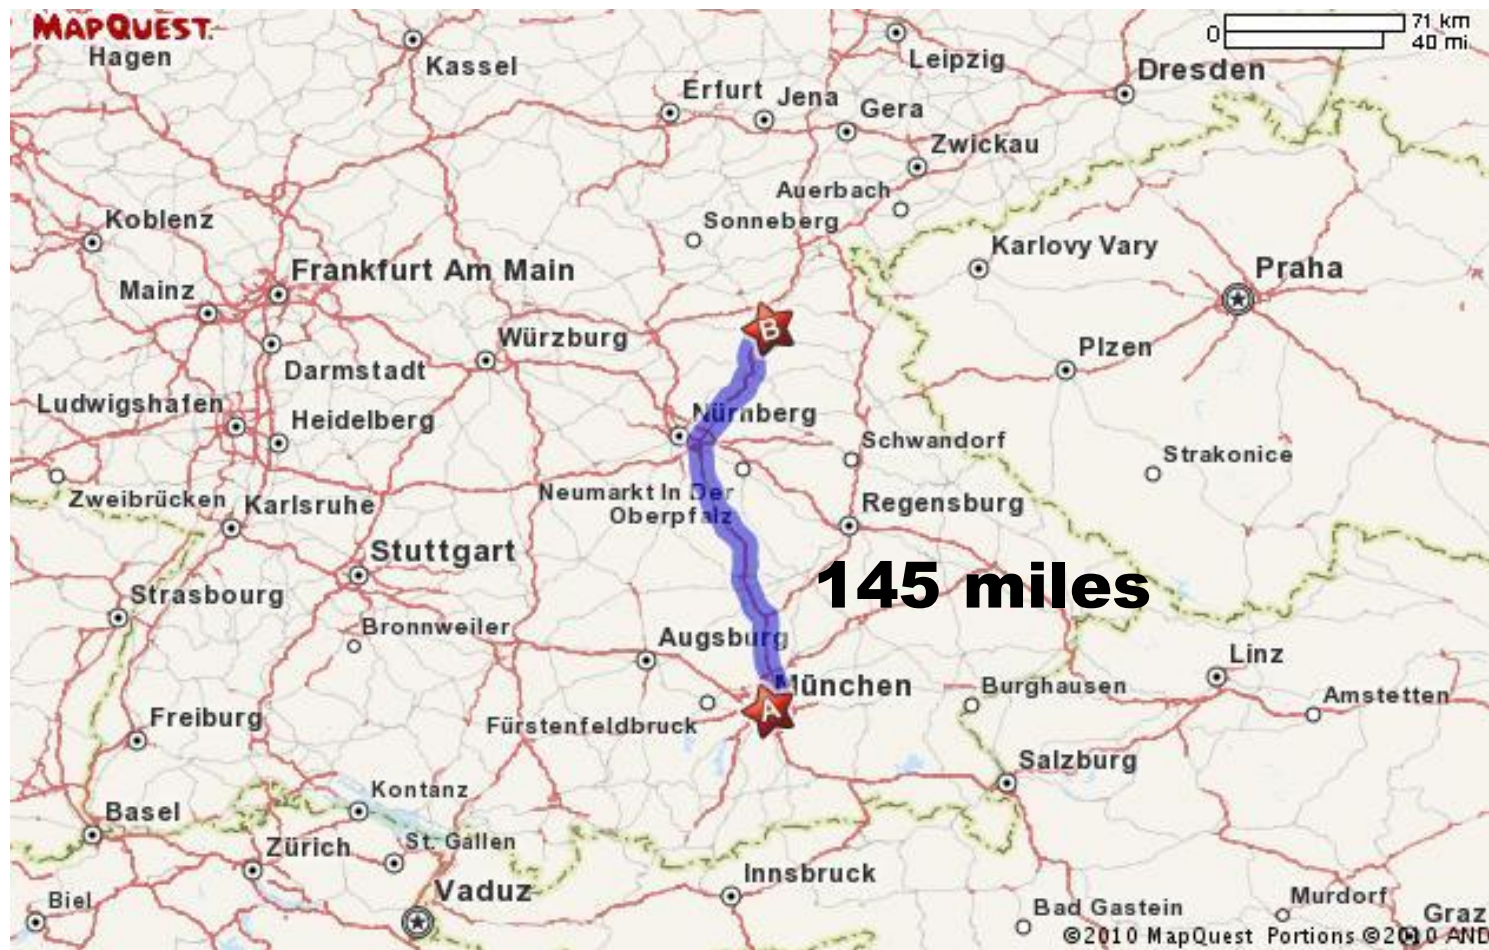 MAPQUEST.
0
71 km
40 mi
Hagen
Kassel
Leipzig
Dresden
Erfurt
Jena
Gera
Zwickau
Auerbach
Sonneberg
Koblenz
Frankfurt Am Main
Karlovy Vary
Praha
Mainz
B
Würzburg
Plzen
Darmstadt
Ludwigshafen
Heidelberg
Nürnberg
Schwandorf
Strakonice
Zweibrücken
Karlsruhe
Neumarkt In Der
Oberpfalz
Regensburg
Stuttgart
145 miles
Strasbourg
Bronnweiler
Augsburg
Linz
München
Burghausen
Amstetten
A
Freiburg
Fürstenfeldbruck
Salzburg
Kontanz
Basel
Zürich
St. Gallen
Innsbruck
Vaduz
Biel
Bad Gastein
Murdorf
Graz
©2010 MapQuest Portions ©2010 AND